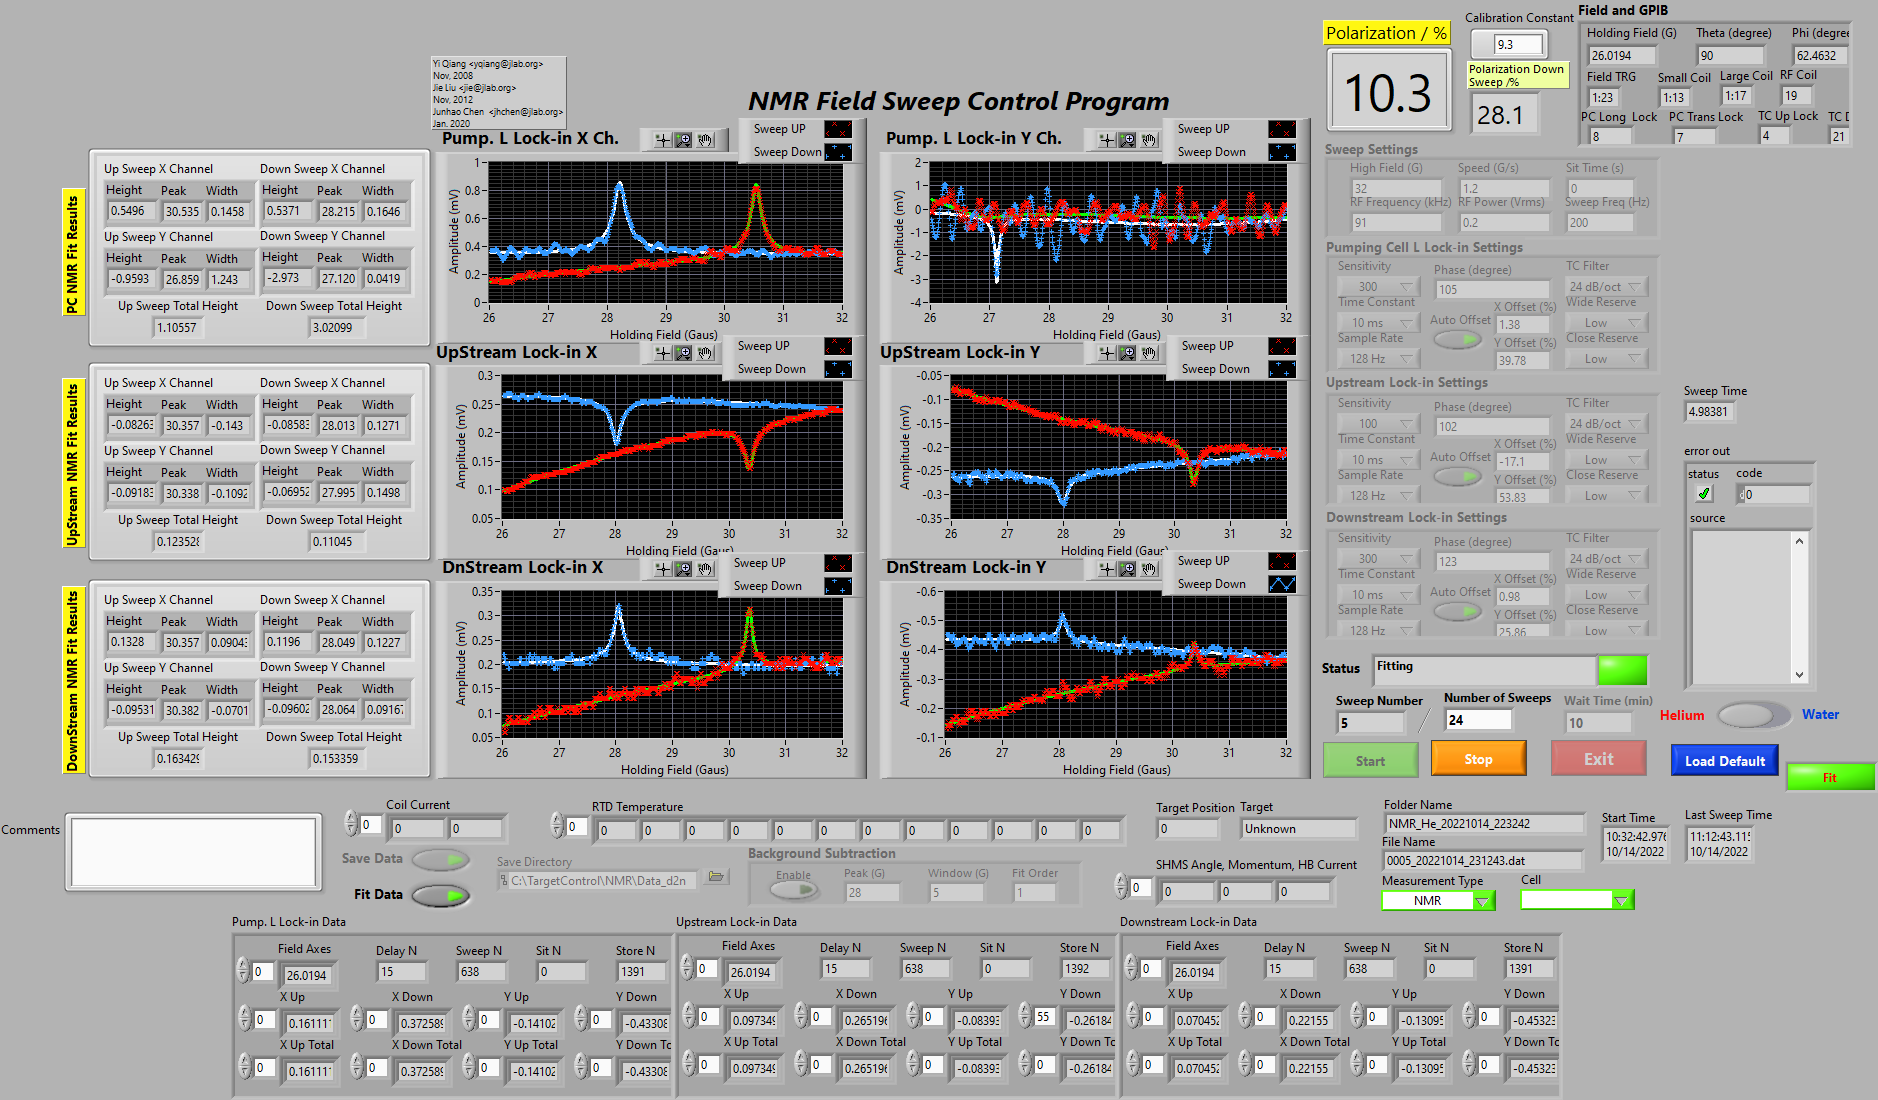 Yi Qiang <yqiang@jlab.org>
Nov, 2008
Jie Liu <jie@jlab.org>
Nov, 2012
Junhao Chen <jhchen@jlab.org>
Jan. 2020
NMR Field Sweep Control Program
Polarization / %
10.3
Calibration Constant
9.3
Polarization Down
Sweep /%
28.1
Field and GPIB
Holding Field (G) Theta (degree) Phi (degree
26.0194 90 62.4632
Field TRG Small Coil Large Coil RF Coil
1:23 1:13 1:17 19
PC Long Lock PC Trans Lock TC Up Lock TC D
8 7 4 21
PC NMR Fit Results
Up Sweep X Channel Down Sweep X Channel
Height Peak Width Height Peak Width
0.5496 30.535 0.1458 0.5371 28.215 0.1646
Up Sweep Y Channel Down Sweep Y Channel
Height Peak Width Height Peak Width
-0.9593 26.859 1.243 -2.973 27.120 0.0419
Up Sweep Total Height Down Sweep Total Height
1.10557 3.02099
UpStream NMR Fit Results
Up Sweep X Channel Down Sweep X Channel
Height Peak Width Height Peak Width
-0.08263 30.357 -0.143 -0.08583 28.013 0.1271
Up Sweep Y Channel Down Sweep Y Channel
Height Peak Width Height Peak Width
-0.09183 30.338 -0.1092 -0.06952 27.995 0.1498
Up Sweep Total Height Down Sweep Total Height
0.123528 0.11045
DownStream NMR Fit Results
Up Sweep X Channel Down Sweep X Channel
Height Peak Width Height Peak Width
0.1328 30.357 0.09043 0.1196 28.049 0.1227
Up Sweep Y Channel Down Sweep Y Channel
Height Peak Width Height Peak Width
-0.09531 30.382 -0.0701 -0.09602 28.064 0.09167
Up Sweep Total Height Down Sweep Total Height
0.163429 0.153359
Pump. L Lock-in X Ch.
Sweep UP
Sweep Down
Amplitude (mV)
1
0.8
0.6
0.4
0.2
0
26 27 28 29 30 31 32
Holding Field (Gaus)
Pump. L Lock-in Y Ch.
Sweep UP
Sweep Down
Amplitude (mV)
2
1
0
-1
-2
-3
-4
26 27 28 29 30 31 32
Holding Field (Gaus)
UpStream Lock-in X
Sweep UP
Sweep Down
Amplitude (mV)
0.3
0.25
0.2
0.15
0.1
0.05
26 27 28 29 30 31 32
Holding Field (Gaus)
UpStream Lock-in Y
Sweep UP
Sweep Down
Amplitude (mV)
-0.05
-0.1
-0.15
-0.2
-0.25
-0.3
-0.35
26 27 28 29 30 31 32
Holding Field (Gaus)
DnStream Lock-in X
Sweep UP
Sweep Down
Amplitude (mV)
0.35
0.3
0.25
0.2
0.15
0.1
0.05
26 27 28 29 30 31 32
Holding Field (Gaus)
DnStream Lock-in Y
Sweep UP
Sweep Down
Amplitude (mV)
-0.6
-0.5
-0.4
-0.3
-0.2
-0.1
26 27 28 29 30 31 32
Holding Field (Gaus)
Sweep Settings
High Field (G) Speed (G/s) Sit Time (s)
32 1.2 0
RF Frequency (kHz) RF Power (Vrms) Sweep Freq (Hz)
91 0.2 200
Pumping Cell L Lock-in Settings
Sensitivity Phase (degree) TC Filter
300 105 24 dB/oct
Time Constant X Offset (%) Wide Reserve
10 ms Auto Offset 1.38 Low
Sample Rate Y Offset (%) Close Reserve
128 Hz 39.78 Low
Upstream Lock-in Settings
Sensitivity Phase (degree) TC Filter
100 102 24 dB/oct
Time Constant X Offset (%) Wide Reserve
10 ms Auto Offset -17.1 Low
Sample Rate Y Offset (%) Close Reserve
128 Hz 53.83 Low
Downstream Lock-in Settings
Sensitivity Phase (degree) TC Filter
300 123 24 dB/oct
Time Constant X Offset (%) Wide Reserve
10 ms Auto Offset 0.98 Low
Sample Rate Y Offset (%) Close Reserve
128 Hz 25.86 Low
Sweep Time
4.98381
error out
status code
0
source
Status Fitting
Sweep Number Number of Sweeps Wait Time (min)
5 / 24 10
Helium Water
Start Stop Exit Load Default Fit
Comments
Coil Current
0 0 0
Save Data
Fit Data
RTD Temperature
0 0 0 0 0 0 0 0 0 0 0 0 0
Save Directory
C:\TargetControl\NMR\Data_d2n
Background Subtraction
Enable Peak (G) Window (G) Fit Order
28 5 1
Target Position Target
0 Unknown
SHMS Angle, Momentum, HB Current
0 0 0 0
Folder Name
NMR_He_20221014_223242
File Name
0005_20221014_231243.dat
Measurement Type Cell
NMR
Start Time
10:32:42.976
10/14/2022
Last Sweep Time
11:12:43.115
10/14/2022
Pump. L Lock-in Data
Field Axes Delay N Sweep N Sit N Store N
0 26.0194 15 638 0 1391
X Up X Down Y Up Y Down
0 0.16111 0 0.372589 0 -0.14102 0 -0.43308
X Up Total X Down Total Y Up Total Y Down To
0 0.16111 0 0.372589 0 -0.14102 0 -0.43308
Upstream Lock-in Data
Field Axes Delay N Sweep N Sit N Store N
0 26.0194 15 638 0 1392
X Up X Down Y Up Y Down
0 0.097349 0 0.265196 0 -0.08393 55 -0.26184
X Up Total X Down Total Y Up Total Y Down To
0 0.097349 0 0.265196 0 -0.08393 0 -0.26184
Downstream Lock-in Data
Field Axes Delay N Sweep N Sit N Store N
0 26.0194 15 638 0 1391
X Up X Down Y Up Y Down
0 0.070452 0 0.22155 0 -0.13095 0 -0.45323
X Up Total X Down Total Y Up Total Y Down To
0 0.070452 0 0.22155 0 -0.13095 0 -0.45323